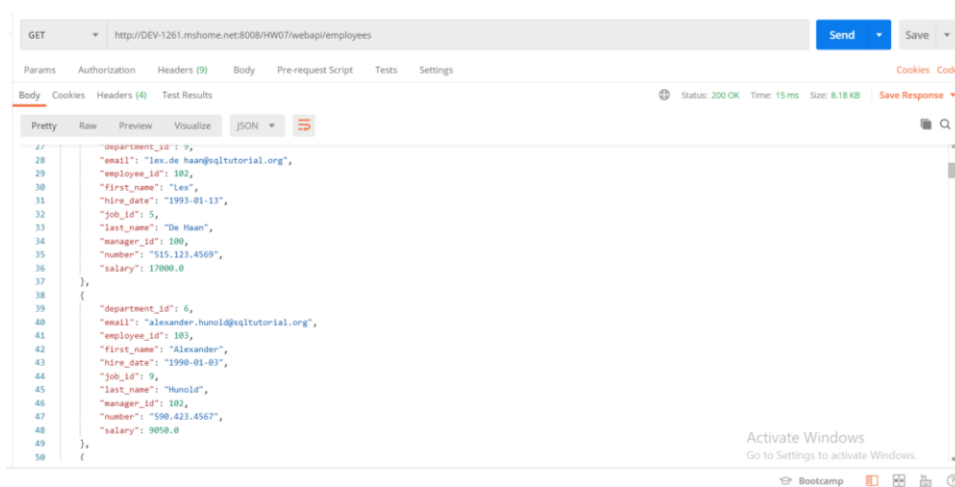 GET http://DEV-1261.mshome.net:8008/HW07/webapi/employees Send Save
Params Authorization Headers (9) Body Pre-request Script Tests Settings Cookies Code
Body Cookies Headers (4) Test Results Status: 200 OK Time: 15 ms Size: 8.18 KB Save Response
Pretty Raw Preview Visualize JSON
27 "department_id": 9,
28 "email": "lex.de haan@sqltutorial.org",
29 "employee_id": 102,
30 "first_name": "Lex",
31 "hire_date": "1993-01-13",
32 "job_id": 5,
33 "last_name": "De Haan",
34 "manager_id": 100,
35 "number": "515.123.4569",
36 "salary": 17000.0
37 },
38 {
39 "department_id": 6,
40 "email": "alexander.hunold@sqltutorial.org",
41 "employee_id": 103,
42 "first_name": "Alexander",
43 "hire_date": "1990-01-03",
44 "job_id": 9,
45 "last_name": "Hunold",
46 "manager_id": 102,
47 "number": "590.423.4567",
48 "salary": 9050.0
49 },
50 {
Activate Windows
Go to Settings to activate Windows.
Bootcamp